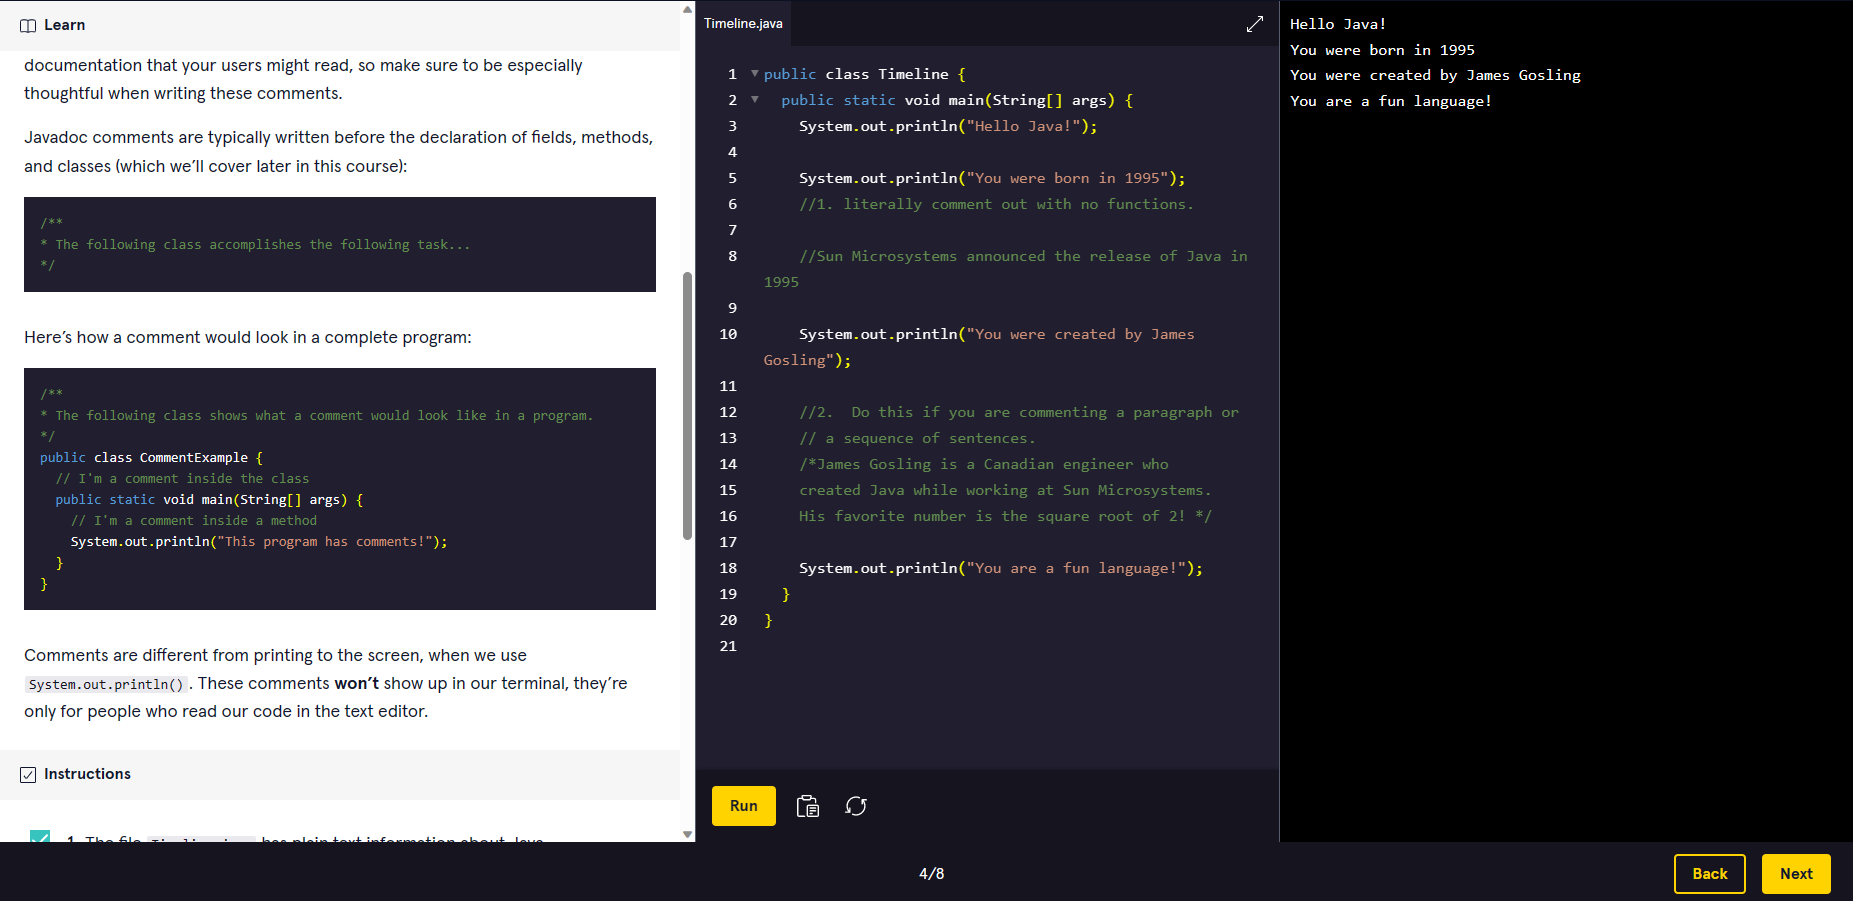 Learn
documentation that your users might read, so make sure to be especially
thoughtful when writing these comments.
Javadoc comments are typically written before the declaration of fields, methods,
and classes (which we'll cover later in this course):
/**
* The following class accomplishes the following task...
*/
Here's how a comment would look in a complete program:
/**
* The following class shows what a comment would look like in a program.
*/
public class CommentExample {
  // I'm a comment inside the class
  public static void main(String[] args) {
    // I'm a comment inside a method
    System.out.println("This program has comments!");
  }
}
Comments are different from printing to the screen, when we use
System.out.println() . These comments won't show up in our terminal, they're
only for people who read our code in the text editor.
Instructions
1. The file Timeline.java has plain text information about Java.
Timeline.java
1 public class Timeline {
2   public static void main(String[] args) {
3     System.out.println("Hello Java!");
4
5     System.out.println("You were born in 1995");
6     //1. literally comment out with no functions.
7
8     //Sun Microsystems announced the release of Java in
1995
9
10     System.out.println("You were created by James
Gosling");
11
12     //2.  Do this if you are commenting a paragraph or
13     // a sequence of sentences.
14     /*James Gosling is a Canadian engineer who
15     created Java while working at Sun Microsystems.
16     His favorite number is the square root of 2! */
17
18     System.out.println("You are a fun language!");
19   }
20 }
21
Run
Hello Java!
You were born in 1995
You were created by James Gosling
You are a fun language!
4/8
Back
Next